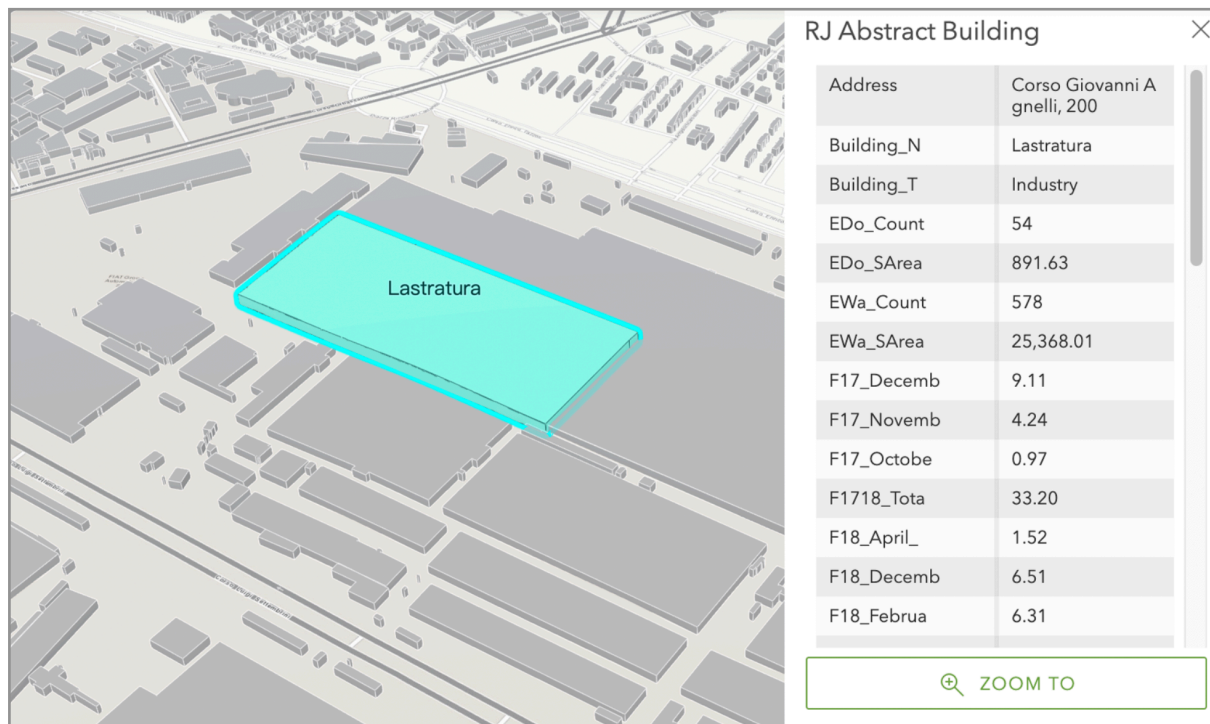 RJ Abstract Building
Address
Corso Giovanni A
gnelli, 200
Building_N
Lastratura
Building_T
Industry
EDo_Count
54
EDo_SArea
891.63
EWa_Count
578
EWa_SArea
25,368.01
F17_Decemb
9.11
F17_Novemb
4.24
F17_Octobe
0.97
F1718_Tota
33.20
F18_April_
1.52
F18_Decemb
6.51
F18_Februa
6.31
ZOOM TO
Lastratura